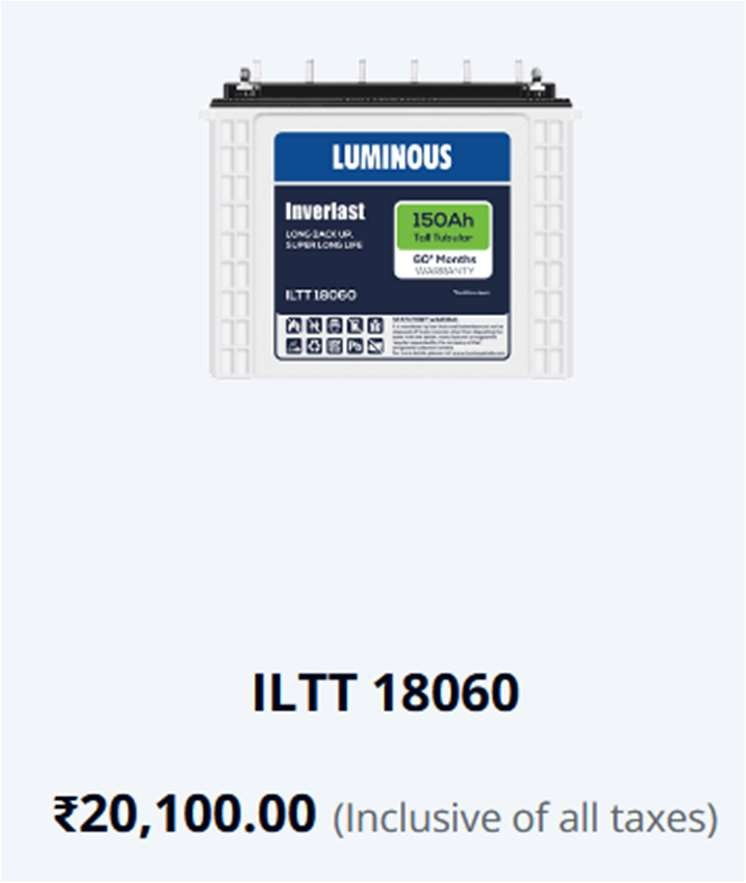 LUMINOUS
Inverlast
LONG BACK UP,
SUPER LONG LIFE
150Ah
Tall Tubular
60* Months
WARRANTY
ILTT 18060
Pb
ILTT 18060
₹20,100.00 (Inclusive of all taxes)